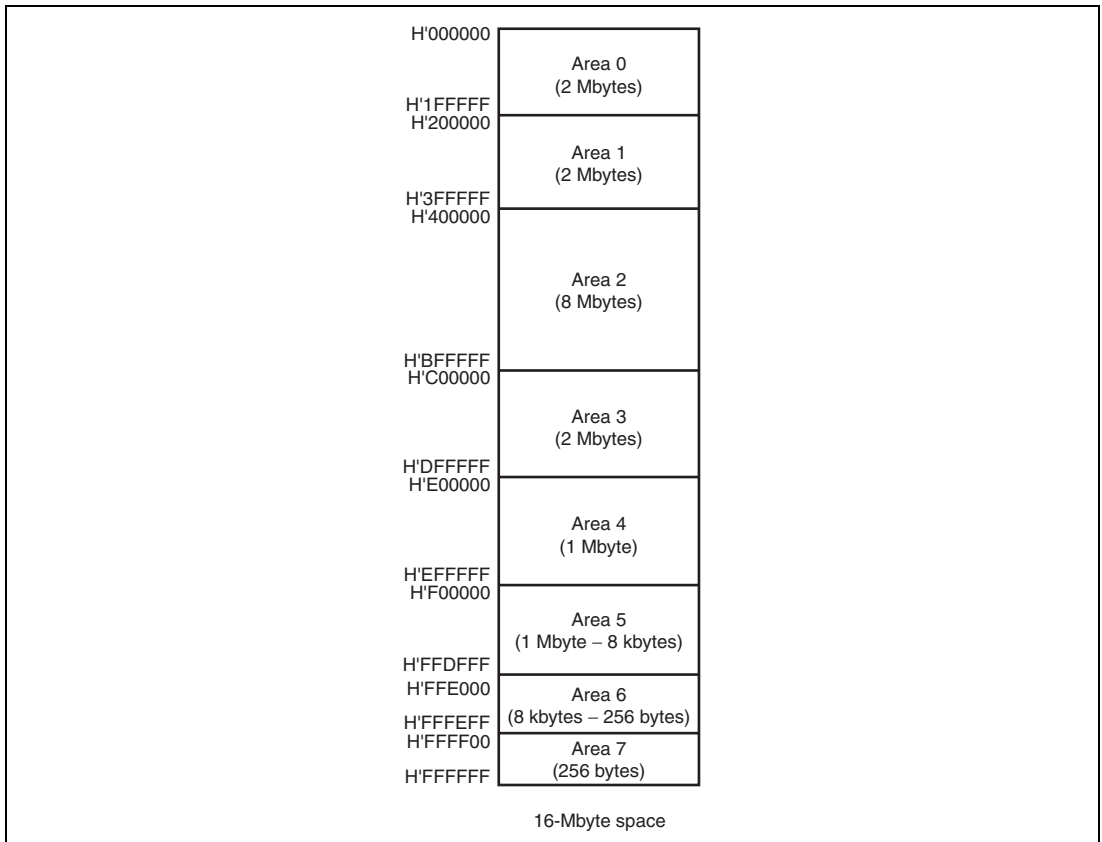 H'000000
Area 0
(2 Mbytes)
H'1FFFFF
H'200000
Area 1
(2 Mbytes)
H'3FFFFF
H'400000
Area 2
(8 Mbytes)
H'BFFFFF
H'C00000
Area 3
(2 Mbytes)
H'DFFFFF
H'E00000
Area 4
(1 Mbyte)
H'EFFFFF
H'F00000
Area 5
(1 Mbyte – 8 kbytes)
H'FFDFFF
H'FFE000
Area 6
(8 kbytes – 256 bytes)
H'FFFEFF
H'FFFF00
Area 7
(256 bytes)
H'FFFFFF
16-Mbyte space